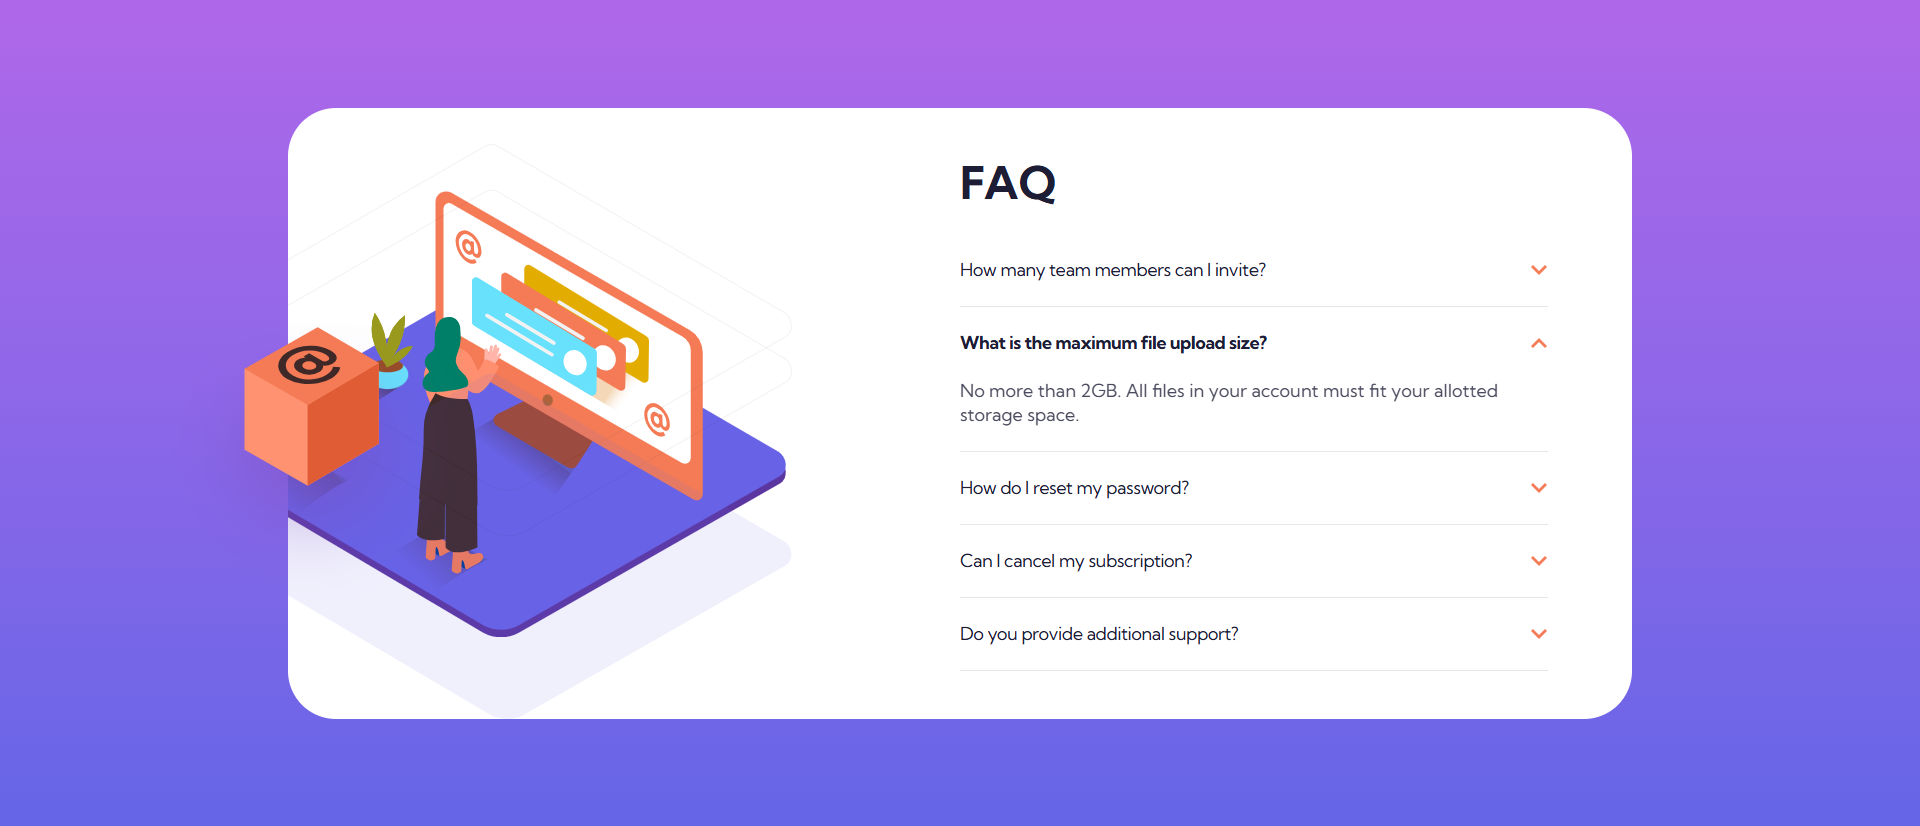 FAQ
How many team members can I invite?
What is the maximum file upload size?
No more than 2GB. All files in your account must fit your allotted
storage space.
How do I reset my password?
Can I cancel my subscription?
Do you provide additional support?
@
@
@